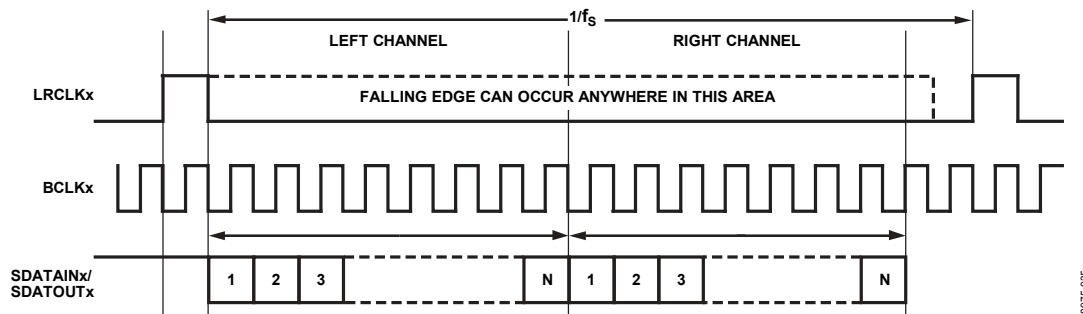 1/fS
LEFT CHANNEL RIGHT CHANNEL
LRCLKx
FALLING EDGE CAN OCCUR ANYWHERE IN THIS AREA
BCLKx
SDATAINx/
SDATOUTx
1 2 3 N 1 2 3 N